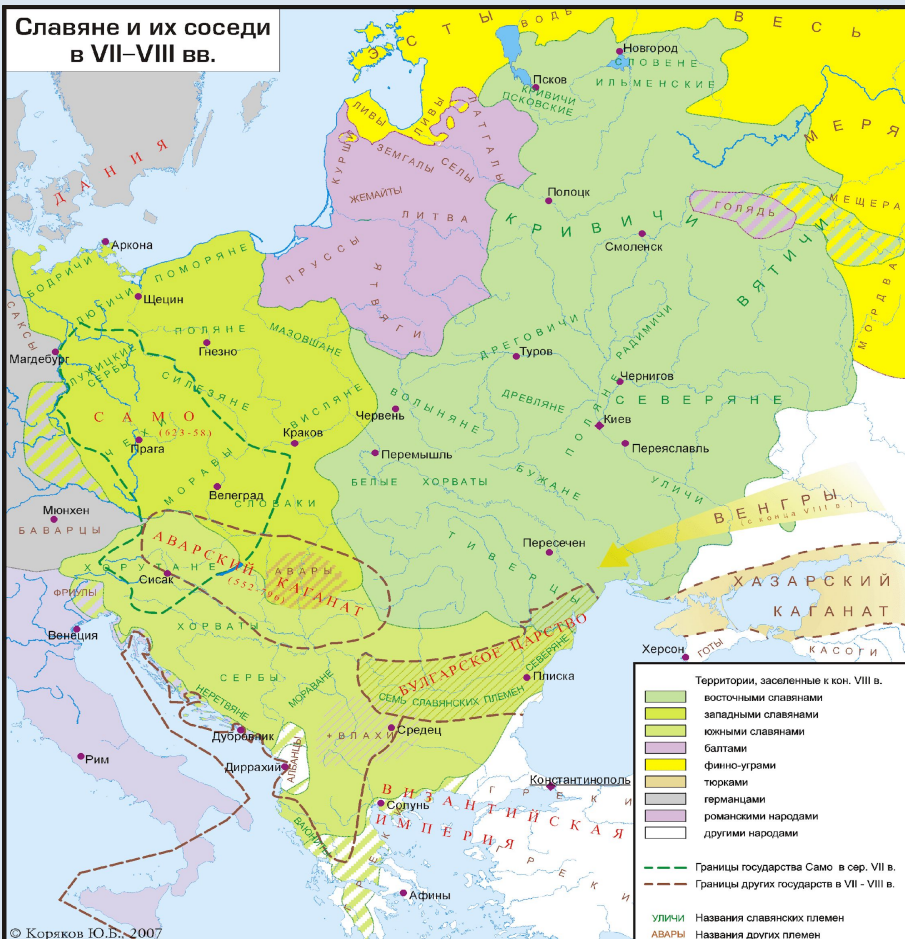 Славяне и их соседи
в VII–VIII вв.
ЭСТЫ
ВОДЬ
ВЕСЬ
Новгород
СЛОВЕНЕ
ИЛЬМЕНСКИЕ
Псков
КРИВИЧИ
ПСКОВСКИЕ
ЛИВЫ
ЛИВЫ
ЛАТГАЛЫ
МЕРЯ
ДАНИЯ
КУРШИ
ЗЕМГАЛЫ
СЕЛЫ
ЖЕМАЙТЫ
ЛИТВА
Полоцк
КРИВИЧИ
ГОЛЯДЬ
МЕЩЕРА
Смоленск
ВЯТИЧИ
МОРДВА
Аркона
БОДРИЧИ
ПОМОРЯНЕ
ПРУССЫ
ЯТВЯГИ
ЛЮТИЧИ
Щецин
САКСЫ
ПОЛЯНЕ
МАЗОВШАНЕ
Гнезно
Магдебург
ЛУЖИЦКИЕ
СЕРБЫ
СИЛЕЗЯНЕ
ДРЕГОВИЧИ
Туров
РАДИМИЧИ
Чернигов
СЕВЕРЯНЕ
ДРЕВЛЯНЕ
ПОЛЯНЕ
САМО
(623-58)
ВИСЛЯНЕ
Червень
ВОЛЫНЯНЕ
Киев
ЧЕХИ
Прага
Краков
Перемышль
Переяславль
МОРАВЫ
Велеград
СЛОВАКИ
БЕЛЫЕ ХОРВАТЫ
БУЖАНЕ
УЛИЧИ
Мюнхен
БАВАРЦЫ
ВЕНГРЫ
(с конца VIII в.)
АВАРСКИЙ КАГАНАТ
(552-796)
АВАРЫ
ТИВЕРЦЫ
Пересечен
ХОРУТАНЕ
Сисак
ФРИУЛЫ
ХАЗАРСКИЙ
КАГАНАТ
Венеция
ХОРВАТЫ
БУЛГАРСКОЕ ЦАРСТВО
СЕВЕРЯНЕ
Херсон
ГОТЫ
КАСОГИ
СЕРБЫ
МОРАВАНЕ
СЕМЬ СЛАВЯНСКИХ ПЛЕМЕН
Плиска
НЕРЕТВЯНЕ
Дубровник
+ВЛАХИ
Средец
Рим
Диррахий
АЛБАНЦЫ
Константинополь
ВИЗАНТИЙСКАЯ
ИМПЕРИЯ
Солунь
ГРЕКИ
ГРЕКИ
ГРЕКИ
ВАЮНИТЫ
Афины
Территории, заселенные к кон. VIII в.
восточными славянами
западными славянами
южными славянами
балтами
финно-уграми
тюрками
германцами
романскими народами
другими народами
Границы государства Само в сер. VII в.
Границы других государств в VII - VIII в.
УЛИЧИ Названия славянских племен
АВАРЫ Названия других племен
© Коряков Ю.Б., 2007